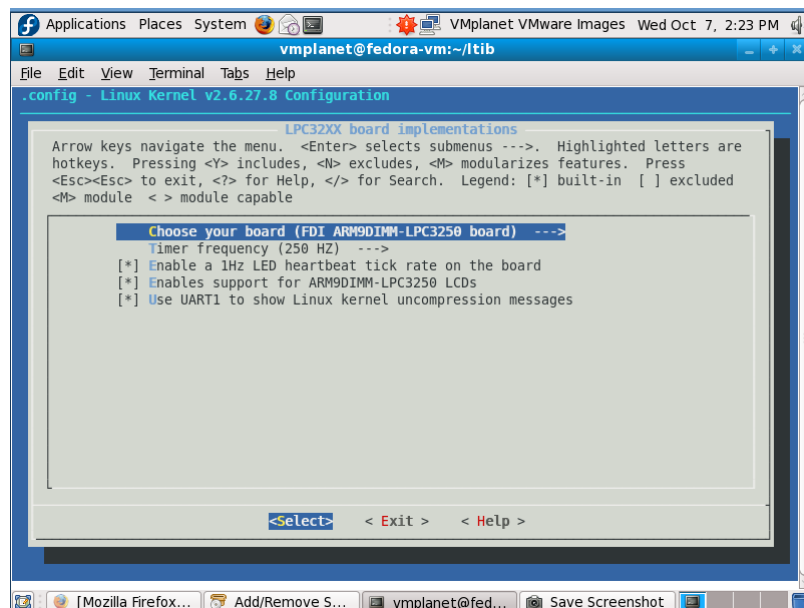 Applications Places System VMplanet VMware Images Wed Oct 7, 2:23 PM
vmplanet@fedora-vm:~/ltib
File Edit View Terminal Tabs Help
.config - Linux Kernel v2.6.27.8 Configuration
LPC32XX board implementations
Arrow keys navigate the menu. <Enter> selects submenus --->. Highlighted letters are
hotkeys. Pressing <Y> includes, <N> excludes, <M> modularizes features. Press
<Esc><Esc> to exit, <?> for Help, </> for Search. Legend: [*] built-in [ ] excluded
<M> module < > module capable
Choose your board (FDI ARM9DIMM-LPC3250 board) --->
Timer frequency (250 HZ) --->
[*] Enable a 1Hz LED heartbeat tick rate on the board
[*] Enables support for ARM9DIMM-LPC3250 LCDs
[*] Use UART1 to show Linux kernel uncompression messages
<Select> < Exit > < Help >
[Mozilla Firefox... Add/Remove S... vmplanet@fed... Save Screenshot